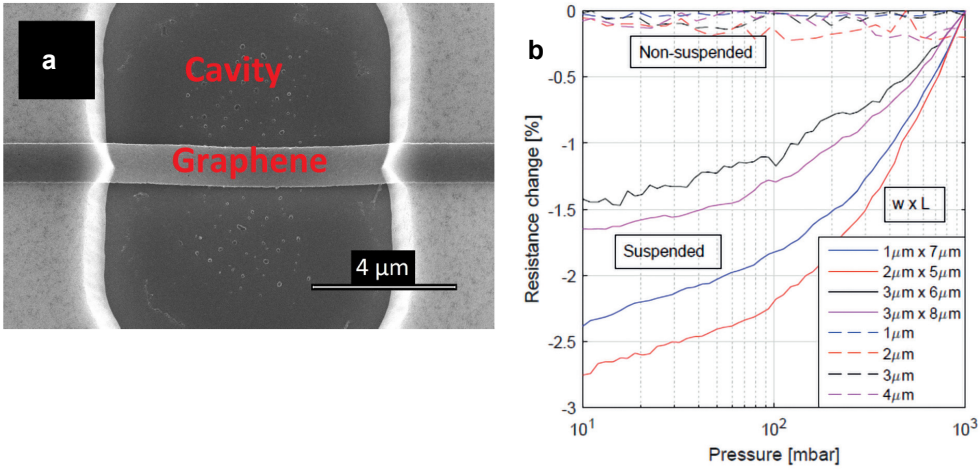 a
Cavity
Graphene
4 µm
b
Resistance change [%]
0
-0.5
-1
-1.5
-2
-2.5
-3
Non-suspended
Suspended
w x L
1µm x 7µm
2µm x 5µm
3µm x 6µm
3µm x 8µm
1µm
2µm
3µm
4µm
10¹ 10² 10³
Pressure [mbar]